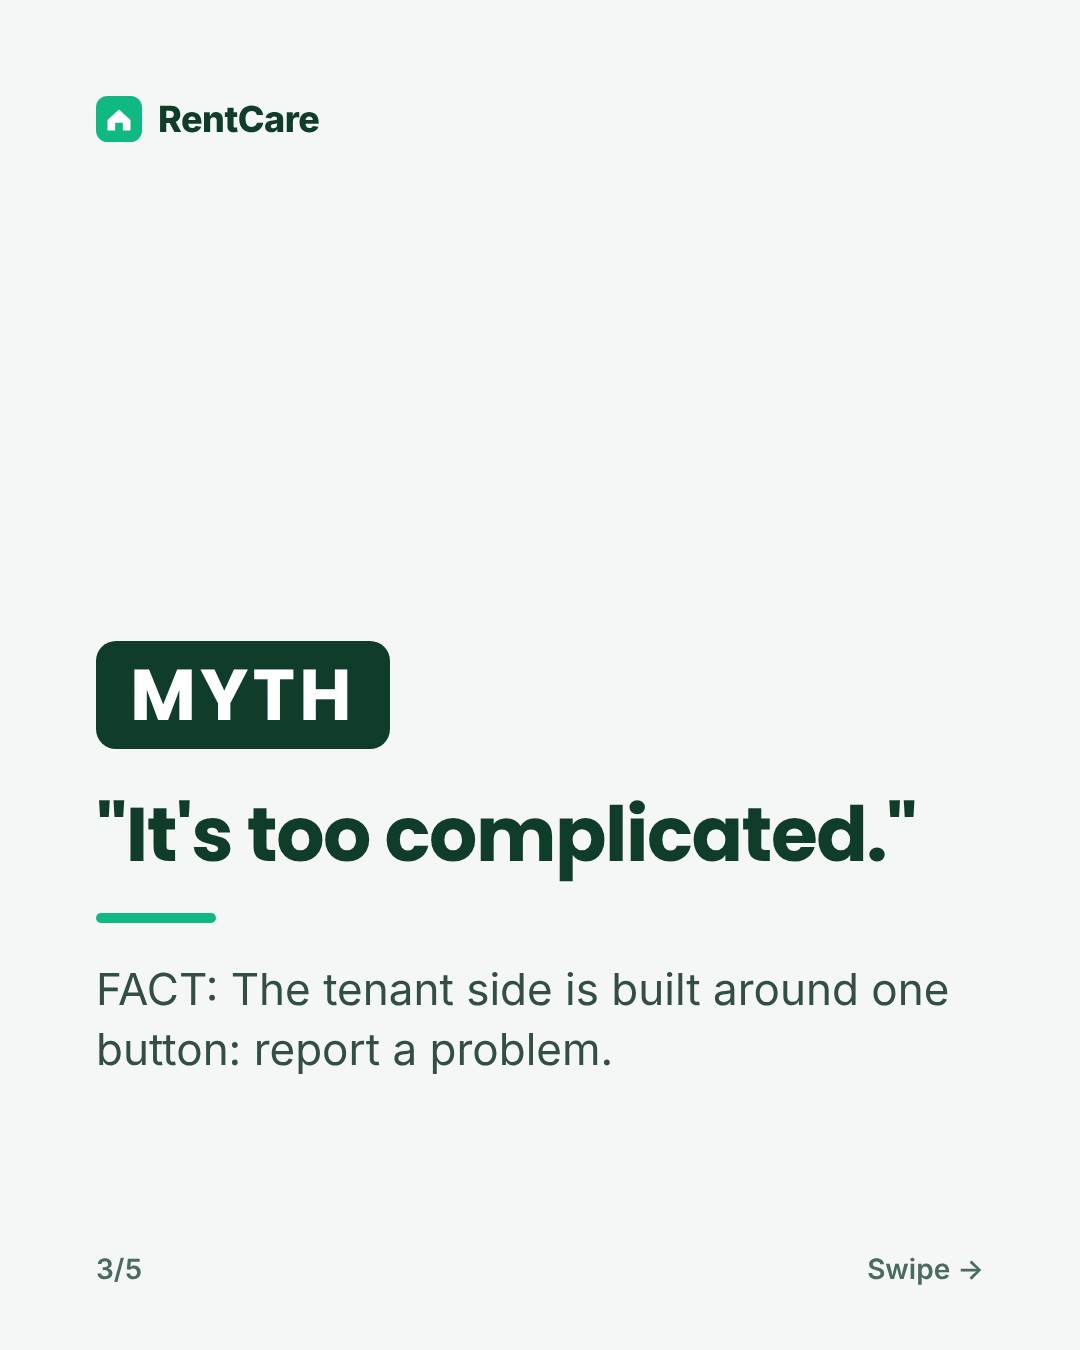 RentCare
MYTH
"It's too complicated."
FACT: The tenant side is built around one
button: report a problem.
3/5
Swipe →